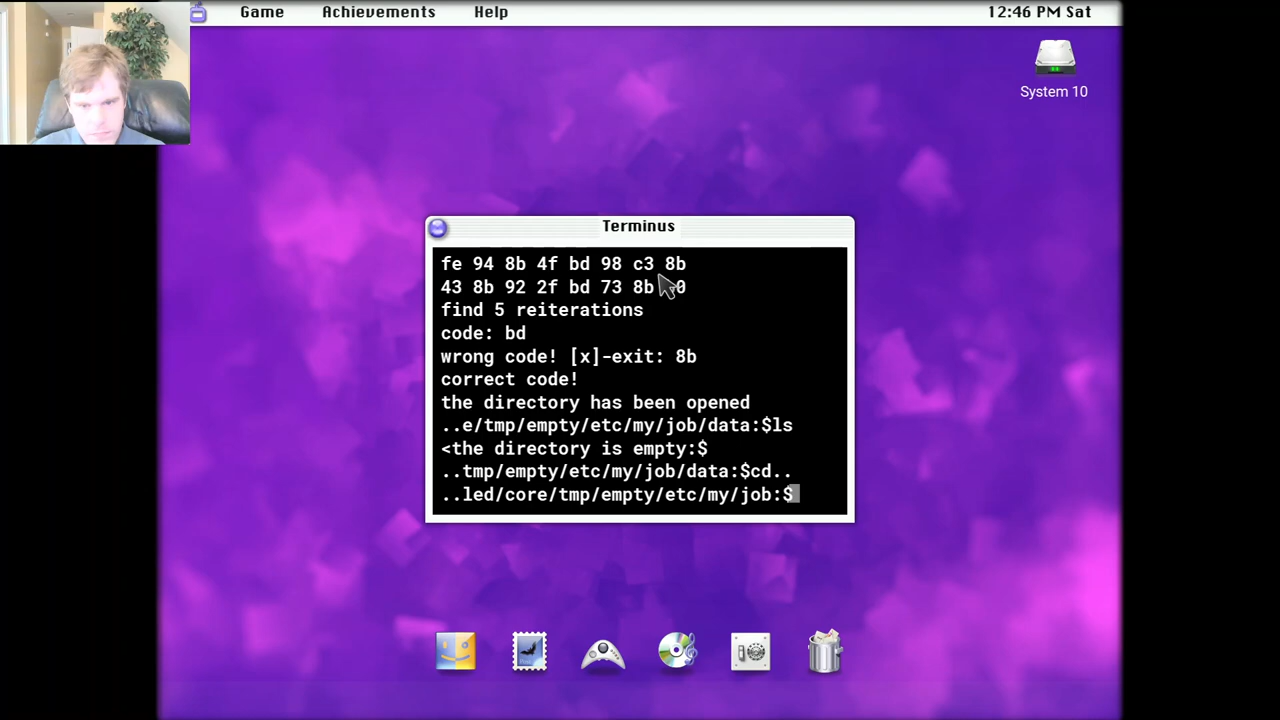 Game Achievements Help 12:46 PM Sat
System 10
Terminus
fe 94 8b 4f bd 98 c3 8b
43 8b 92 2f bd 73 8b 0
find 5 reiterations
code: bd
wrong code! [x]-exit: 8b
correct code!
the directory has been opened
..e/tmp/empty/etc/my/job/data:$ls
<the directory is empty:$
..tmp/empty/etc/my/job/data:$cd..
..led/core/tmp/empty/etc/my/job:$